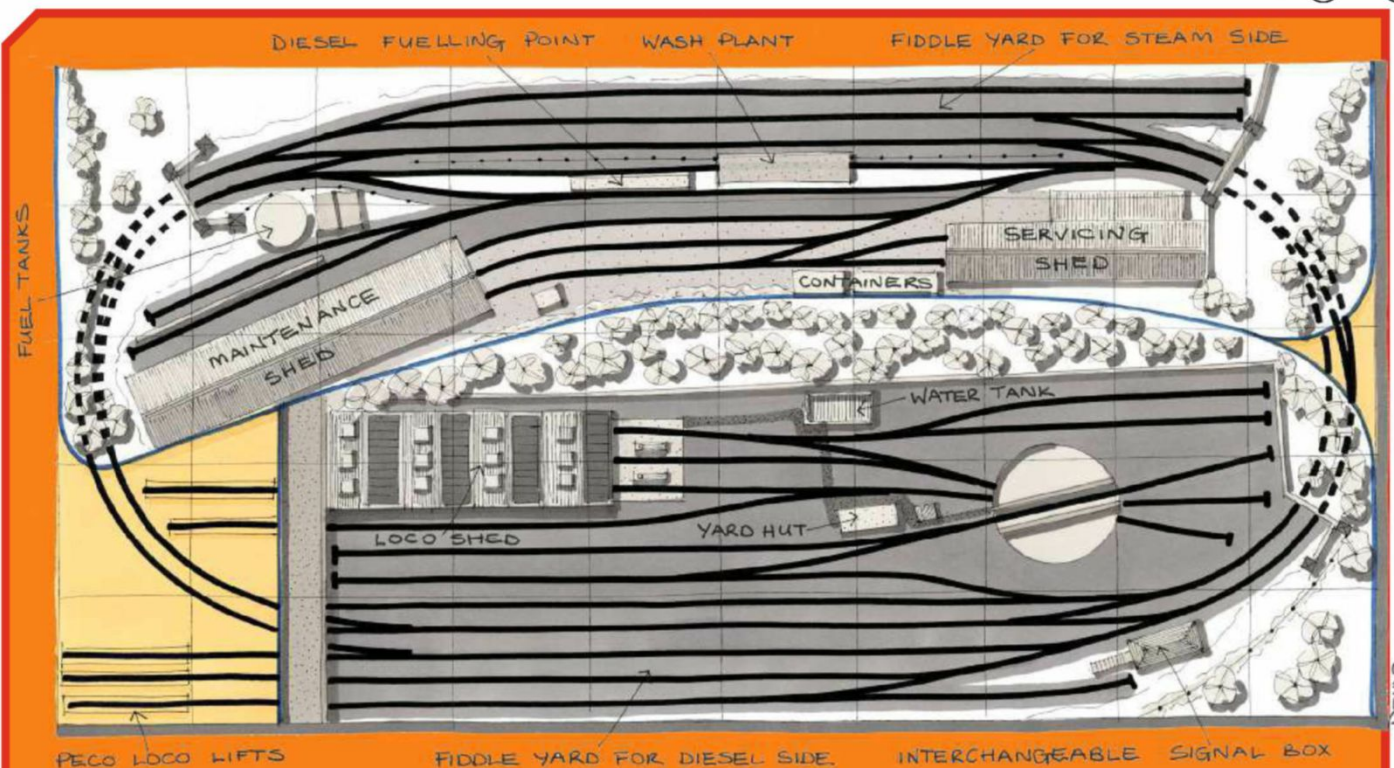 DIESEL FUELLING POINT
WASH PLANT
FIDDLE YARD FOR STEAM SIDE
FUEL TANKS
SERVICING
SHED
CONTAINERS
MAINTENANCE
SHED
WATER TANK
YARD HUT
LOCO SHED
PECO LOCO LIFTS
FIDDLE YARD FOR DIESEL SIDE
INTERCHANGEABLE SIGNAL BOX